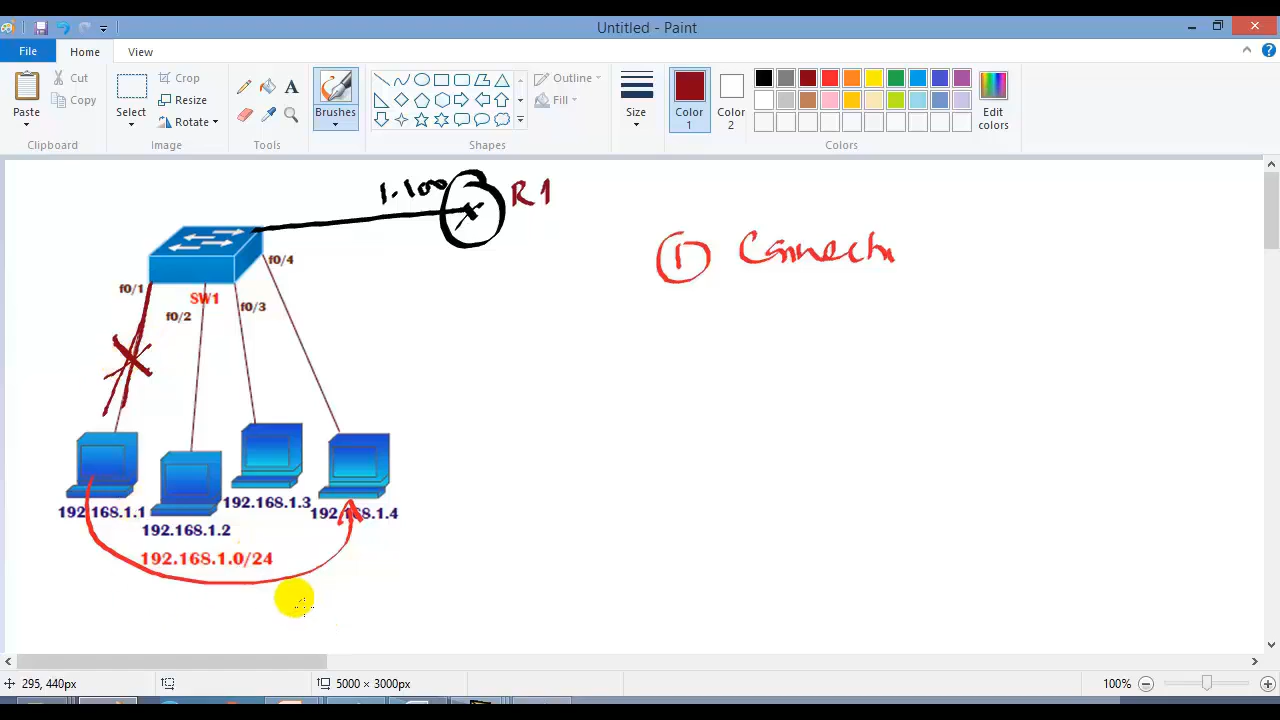 Untitled - Paint
File
Home
View
Paste
Cut
Copy
Clipboard
Select
Crop
Resize
Rotate
Image
Tools
Brushes
Shapes
Outline
Fill
Size
Color 1
Color 2
Edit colors
Colors
1.100
R1
① Connecti
f0/4
f0/1
SW1
f0/2
f0/3
192.168.1.3
192.168.1.1
192.168.1.4
192.168.1.2
192.168.1.0/24
295, 440px
5000 × 3000px
100%